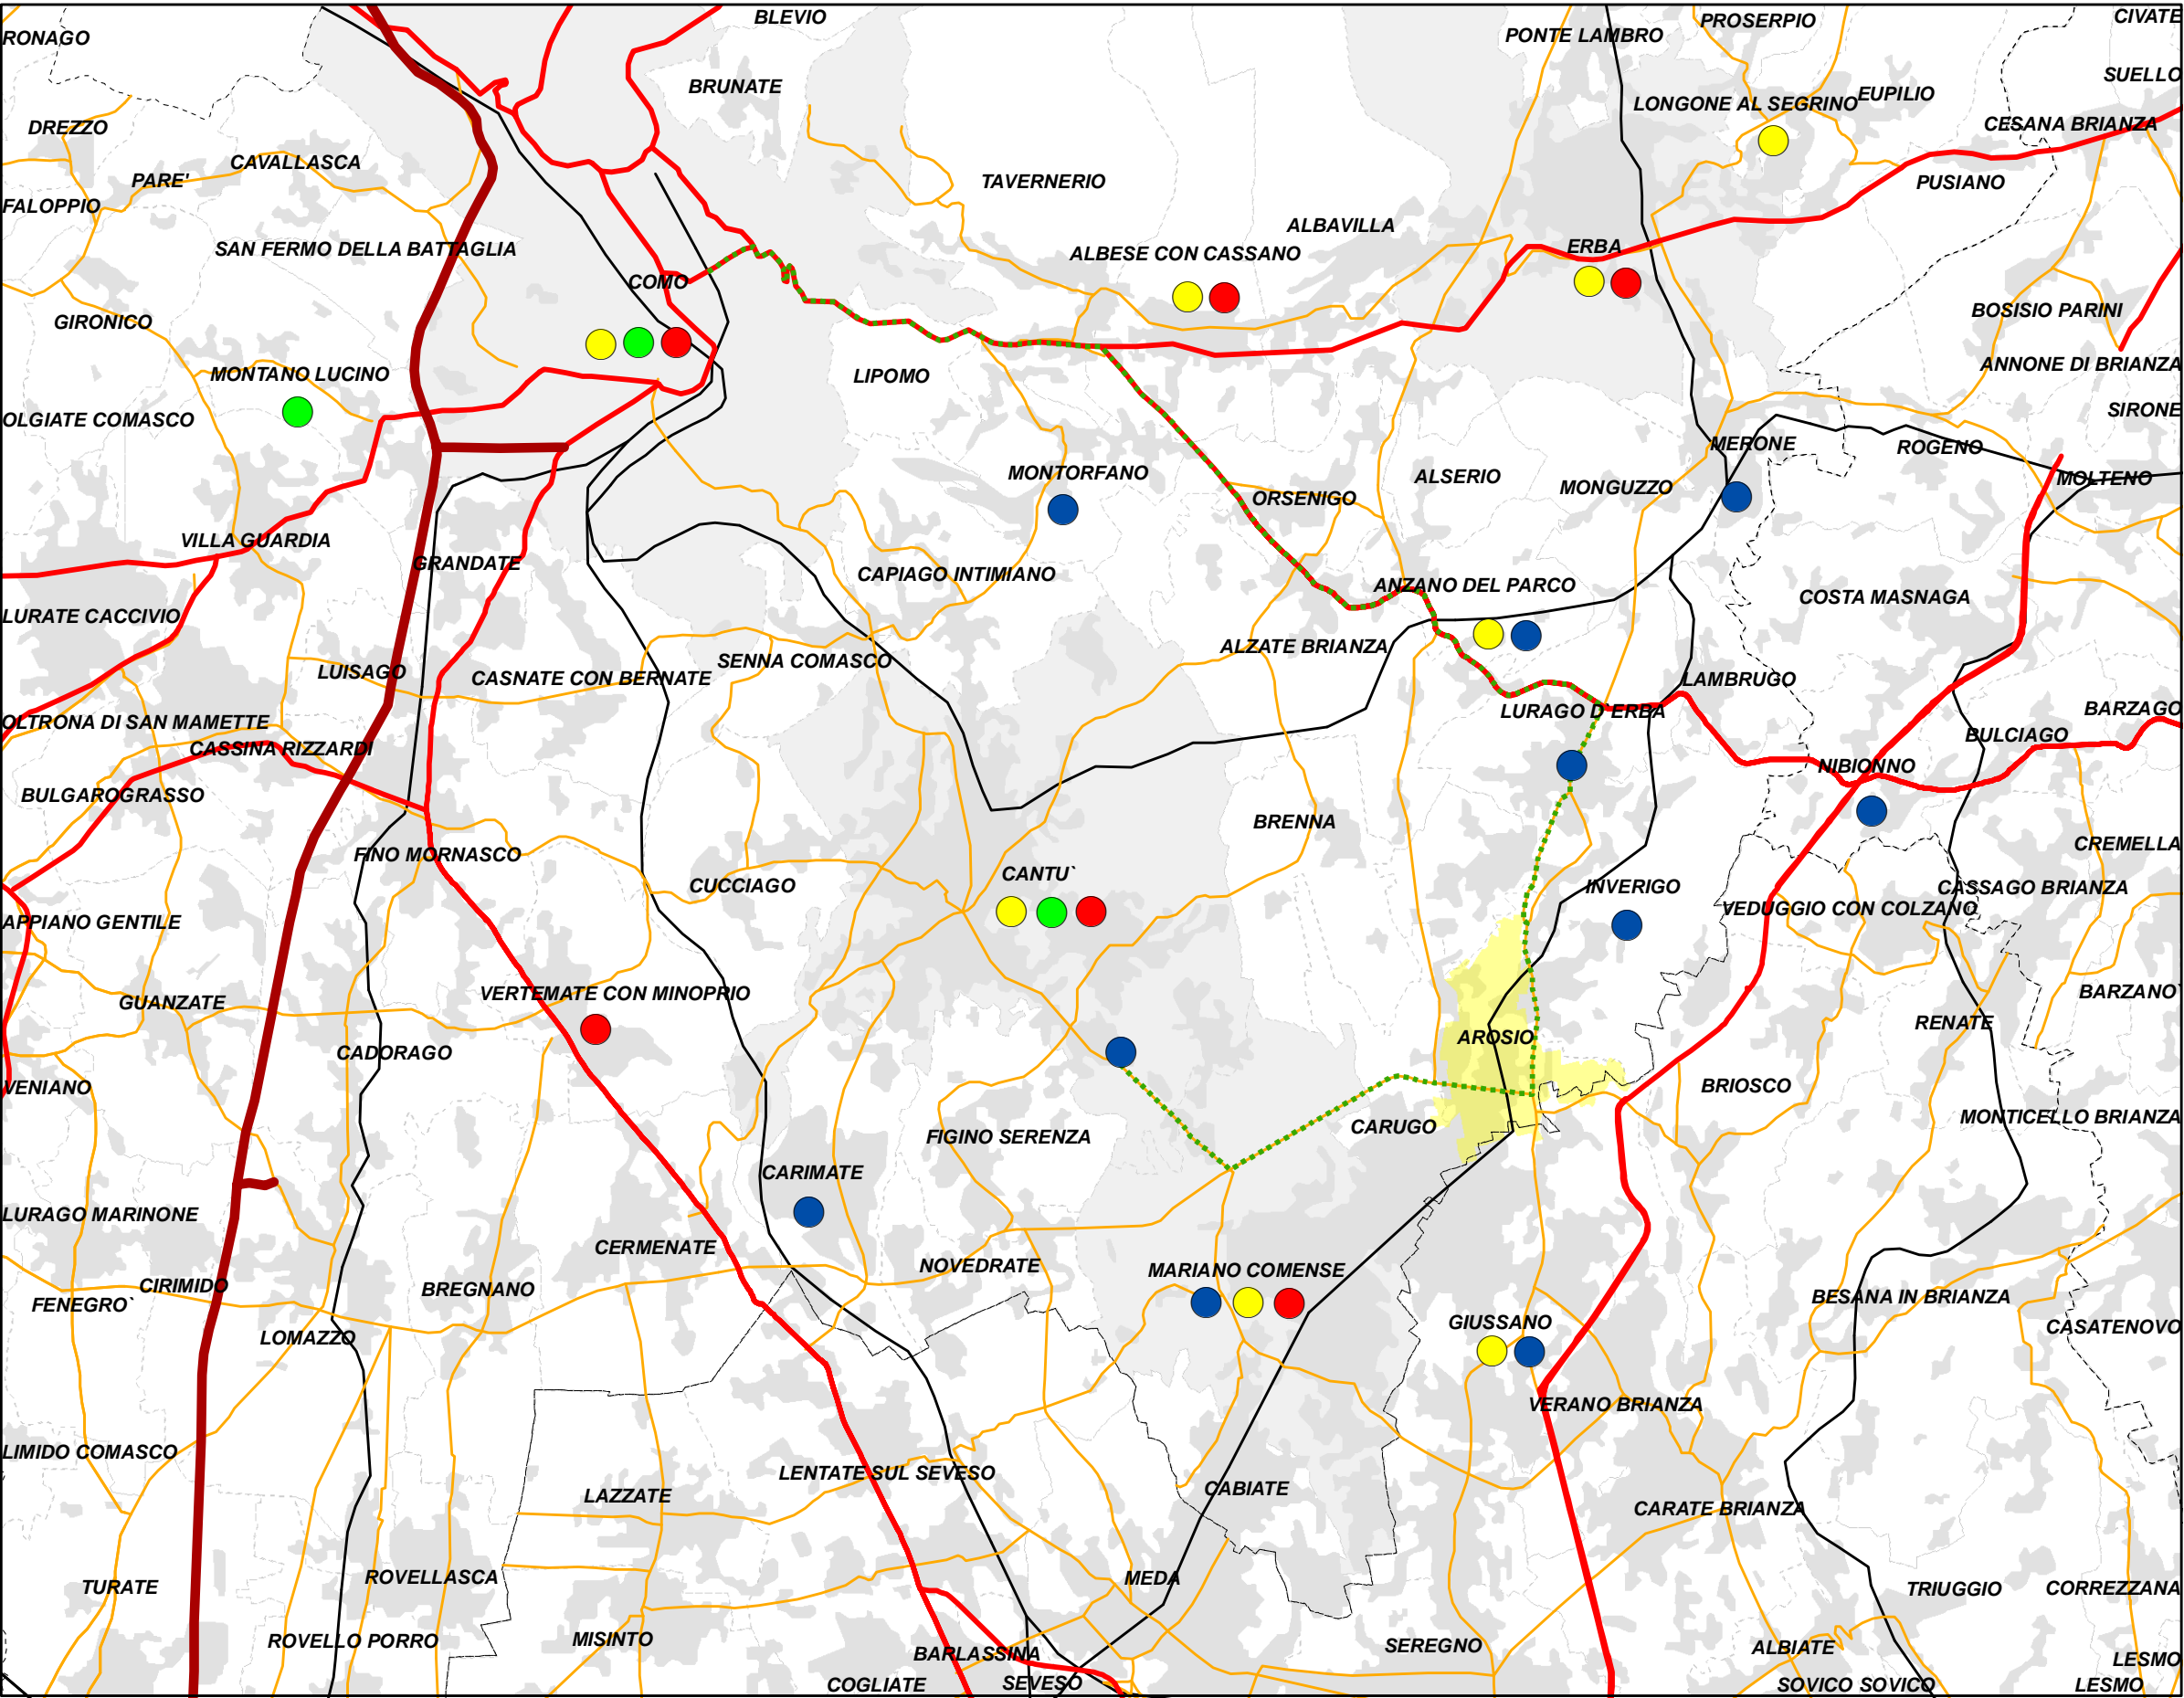 BLEVIO
PROSERPIO
CIVATE
RONAGO
PONTE LAMBRO
SUELLO
BRUNATE
EUPILIO
LONGONE AL SEGRINO
CESANA BRIANZA
DREZZO
CAVALLASCA
PARE'
TAVERNERIO
PUSIANO
FALOPPIO
ALBAVILLA
SAN FERMO DELLA BATTAGLIA
ERBA
ALBESE CON CASSANO
COMO
BOSISIO PARINI
GIRONICO
ANNONE DI BRIANZA
MONTANO LUCINO
LIPOMO
SIRONE
OLGIATE COMASCO
MERONE
ROGENO
MONTORFANO
ALSERIO
MOLTENO
MONGUZZO
ORSENIGO
VILLA GUARDIA
GRANDATE
CAPIAGO INTIMIANO
ANZANO DEL PARCO
COSTA MASNAGA
LURATE CACCIVIO
ALZATE BRIANZA
SENNA COMASCO
LUISAGO
CASNATE CON BERNATE
LAMBRUGO
LURAGO D`ERBA
BARZAGO
OLTRONA DI SAN MAMETTE
BULCIAGO
CASSINA RIZZARDI
NIBIONNO
BULGAROGRASSO
BRENNA
CREMELLA
FINO MORNASCO
CANTU`
CUCCIAGO
INVERIGO
CASSAGO BRIANZA
VEDUGGIO CON COLZANO
APPIANO GENTILE
VERTEMATE CON MINOPRIO
BARZANO`
GUANZATE
RENATE
AROSIO
CADORAGO
BRIOSCO
VENIANO
MONTICELLO BRIANZA
CARUGO
FIGINO SERENZA
CARIMATE
LURAGO MARINONE
CERMENATE
NOVEDRATE
MARIANO COMENSE
CIRIMIDO
BREGNANO
BESANA IN BRIANZA
FENEGRO`
GIUSSANO
CASATENOVO
LOMAZZO
VERANO BRIANZA
LIMIDO COMASCO
LENTATE SUL SEVESO
CABIATE
LAZZATE
CARATE BRIANZA
ROVELLASCA
MEDA
TURATE
TRIUGGIO
CORREZZANA
ROVELLO PORRO
MISINTO
SEREGNO
ALBIATE
BARLASSINA
LESMO
COGLIATE
SEVESO
SOVICO SOVICO
LESMO